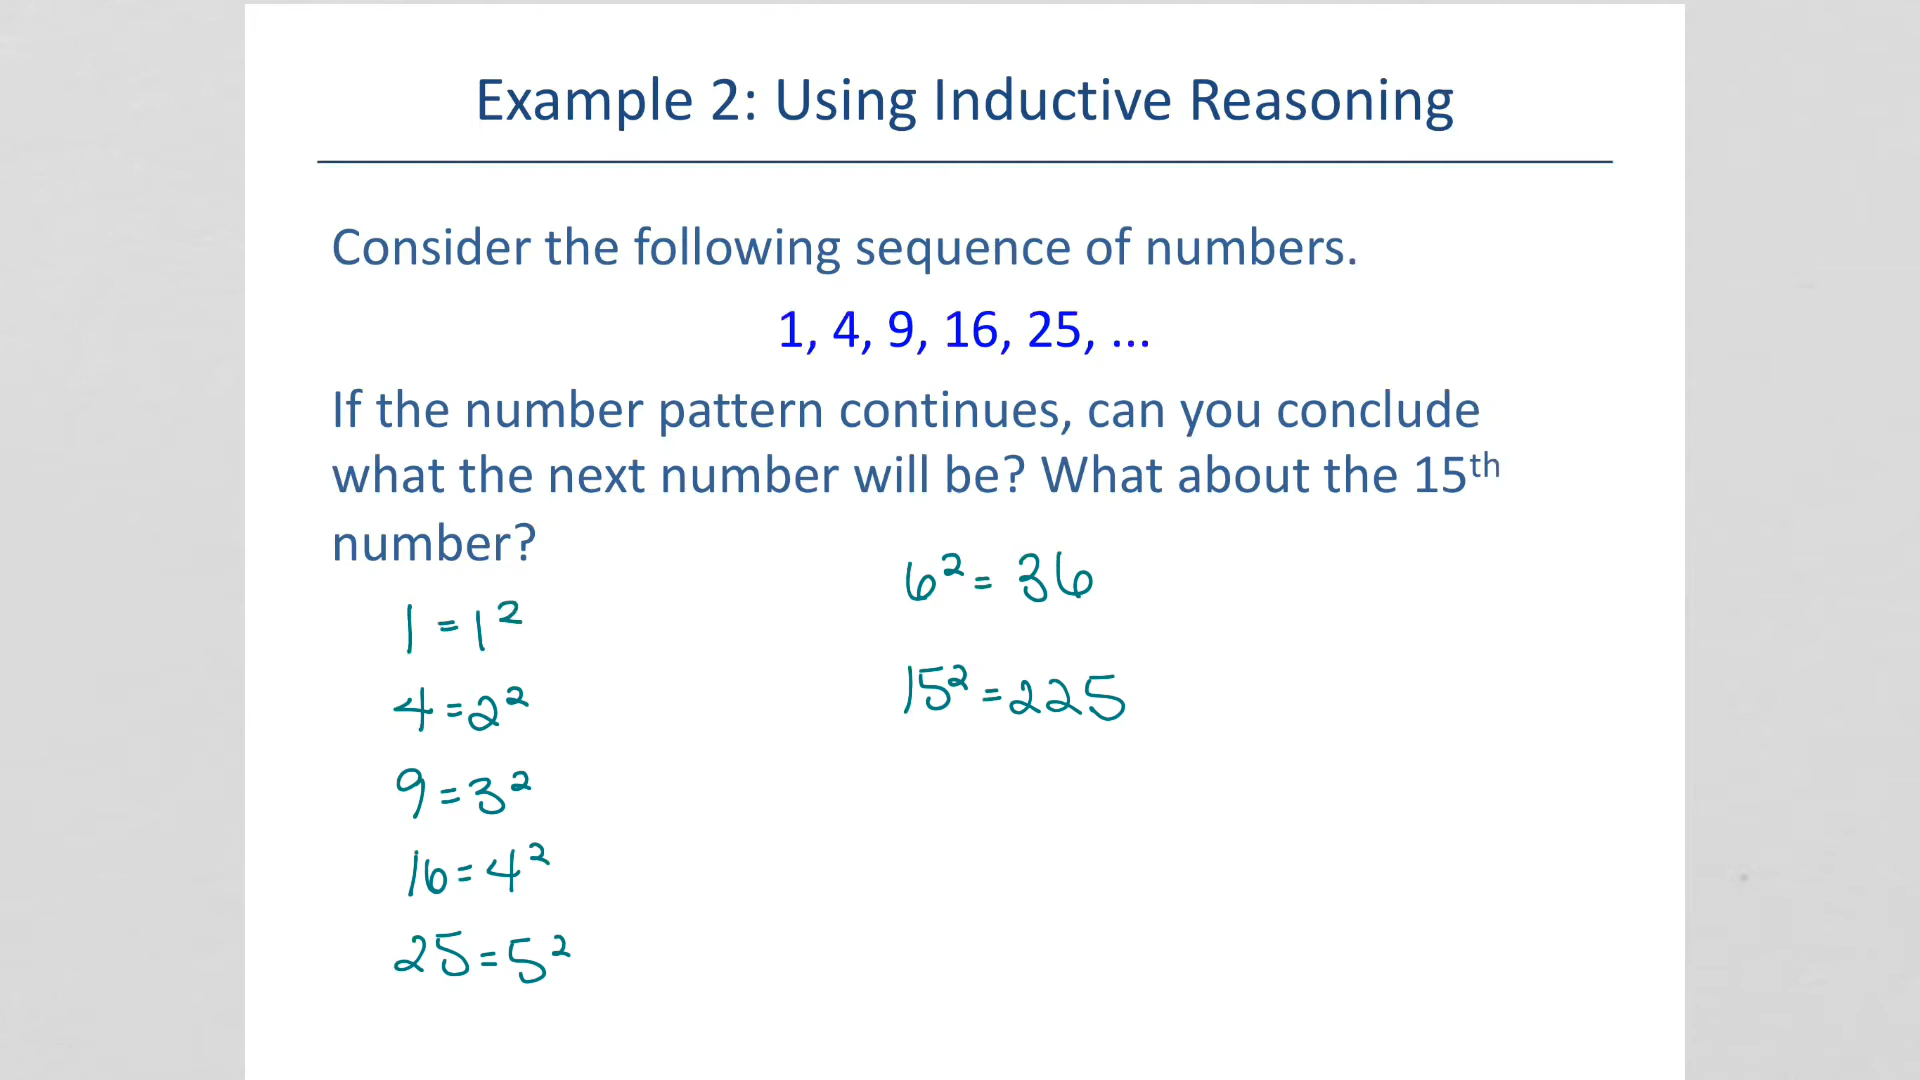 Example 2: Using Inductive Reasoning
Consider the following sequence of numbers.
1, 4, 9, 16, 25, ...
If the number pattern continues, can you conclude
what the next number will be? What about the 15th
number?
6² = 36
1 = 1²
15² = 225
4 = 2²
9 = 3²
16 = 4²
25 = 5²